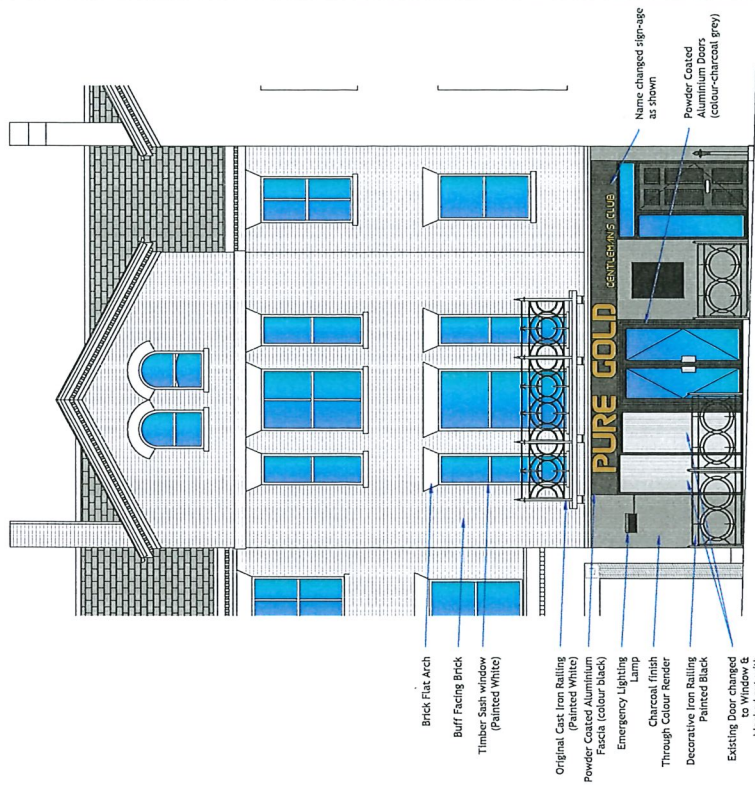 Brick Flat Arch
Buff Facing Brick
Timber Sash window
(Painted White)
Original Cast Iron Railing
(Painted White)
Powder Coated Aluminium
Fascia (colour black)
Emergency Lighting
Lamp
Charcoal finish
Through Colour Render
Decorative Iron Railing
Painted Black
Existing Door changed
to Window &
PURE GOLD GENTLEMAN'S CLUB
Name changed sign-age
as shown
Powder Coated
Aluminium Doors
(colour-charcoal grey)